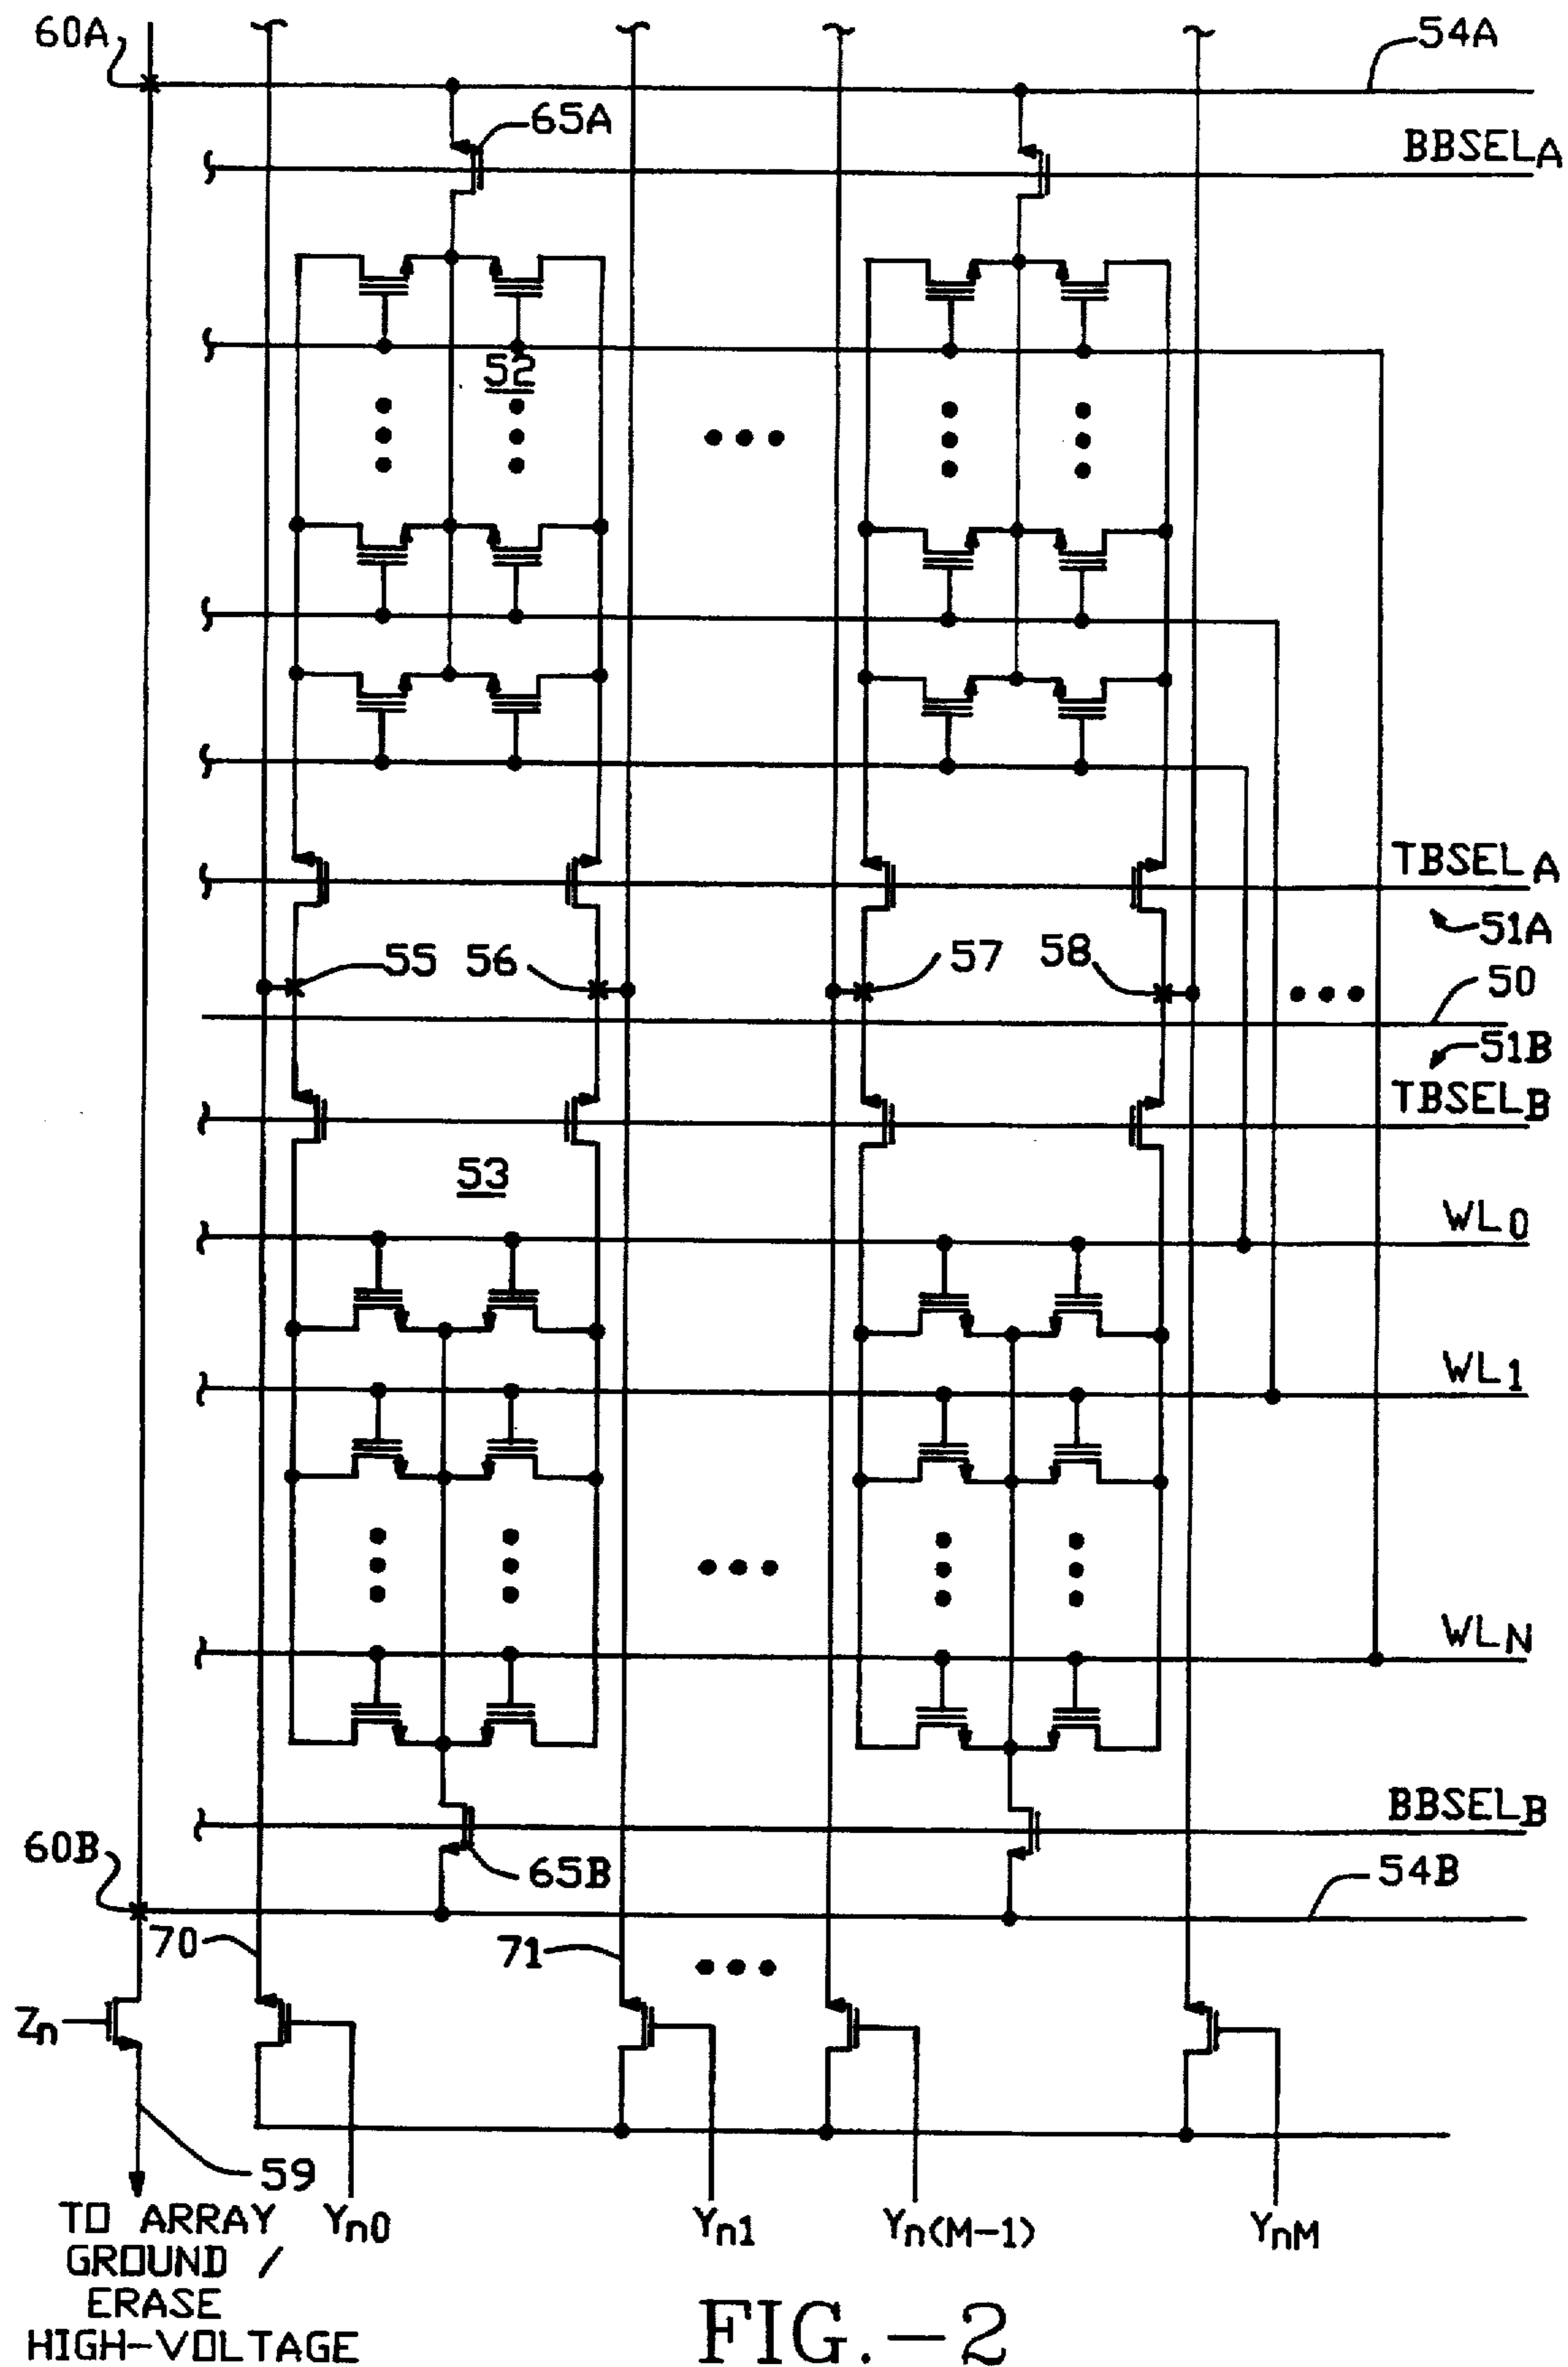 60A
54A
65A
BBSELA
52
TBSELA
51A
55 56 57 58
50
51B
TBSELB
53
WL0
WL1
WLN
BBSELB
60B
65B
54B
70
71
Zn
59
TO ARRAY
GROUND /
ERASE
HIGH-VOLTAGE
Yn0
Yn1
Yn(M-1)
YnM
FIG.-2